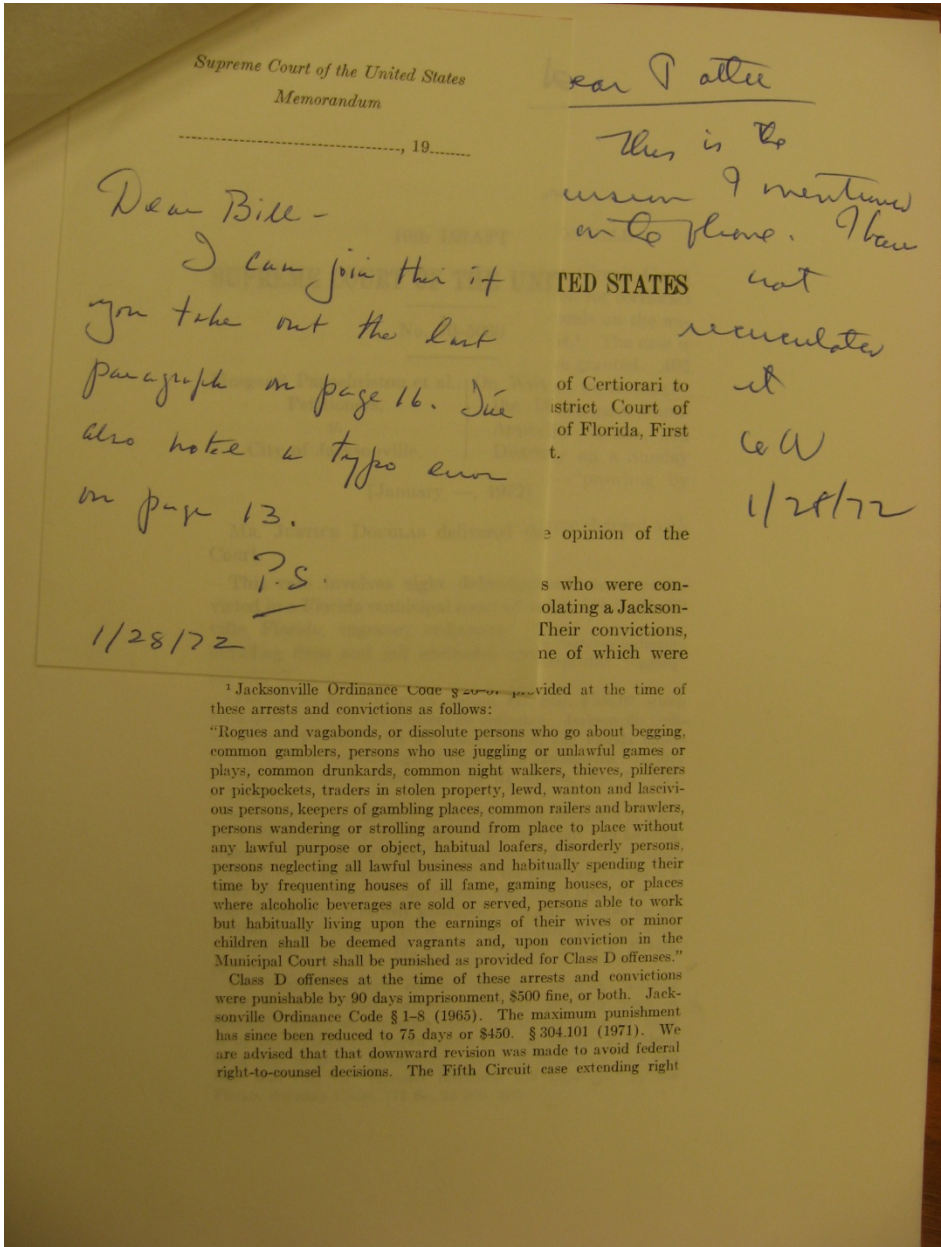 Supreme Court of the United States
Memorandum
, 19
Dear Bill –
I can join this if
you take out the last
paragraph on page 16. I've
also noted a typo error
on page 13.
P.S.
1/28/72
ear Potter
This is the
version I mentioned
on the phone. I have
not
recirculated
it
WOD
1/28/72
TED STATES
of Certiorari to
istrict Court of
of Florida, First
t.
e opinion of the
s who were con-
olating a Jackson-
Their convictions,
ne of which were
¹ Jacksonville Ordinance Code § provided at the time of
these arrests and convictions as follows:
"Rogues and vagabonds, or dissolute persons who go about begging,
common gamblers, persons who use juggling or unlawful games or
plays, common drunkards, common night walkers, thieves, pilferers
or pickpockets, traders in stolen property, lewd, wanton and lascivi-
ous persons, keepers of gambling places, common railers and brawlers,
persons wandering or strolling around from place to place without
any lawful purpose or object, habitual loafers, disorderly persons,
persons neglecting all lawful business and habitually spending their
time by frequenting houses of ill fame, gaming houses, or places
where alcoholic beverages are sold or served, persons able to work
but habitually living upon the earnings of their wives or minor
children shall be deemed vagrants and, upon conviction in the
Municipal Court shall be punished as provided for Class D offenses."
Class D offenses at the time of these arrests and convictions
were punishable by 90 days imprisonment, $500 fine, or both. Jack-
sonville Ordinance Code § 1–8 (1965). The maximum punishment
has since been reduced to 75 days or $450. § 304.101 (1971). We
are advised that that downward revision was made to avoid federal
right-to-counsel decisions. The Fifth Circuit case extending right